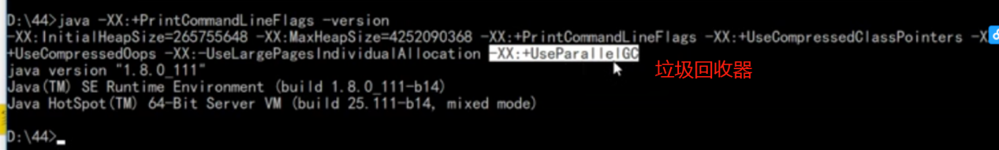 D:\44>java -XX:+PrintCommandLineFlags -version
-XX:InitialHeapSize=265755648 -XX:MaxHeapSize=4252090368 -XX:+PrintCommandLineFlags -XX:+UseCompressedClassPointers -X
+UseCompressedOops -XX:-UseLargePagesIndividualAllocation -XX:+UseParallelGC
java version "1.8.0_111"
垃圾回收器
Java(TM) SE Runtime Environment (build 1.8.0_111-b14)
Java HotSpot(TM) 64-Bit Server VM (build 25.111-b14, mixed mode)
D:\44>